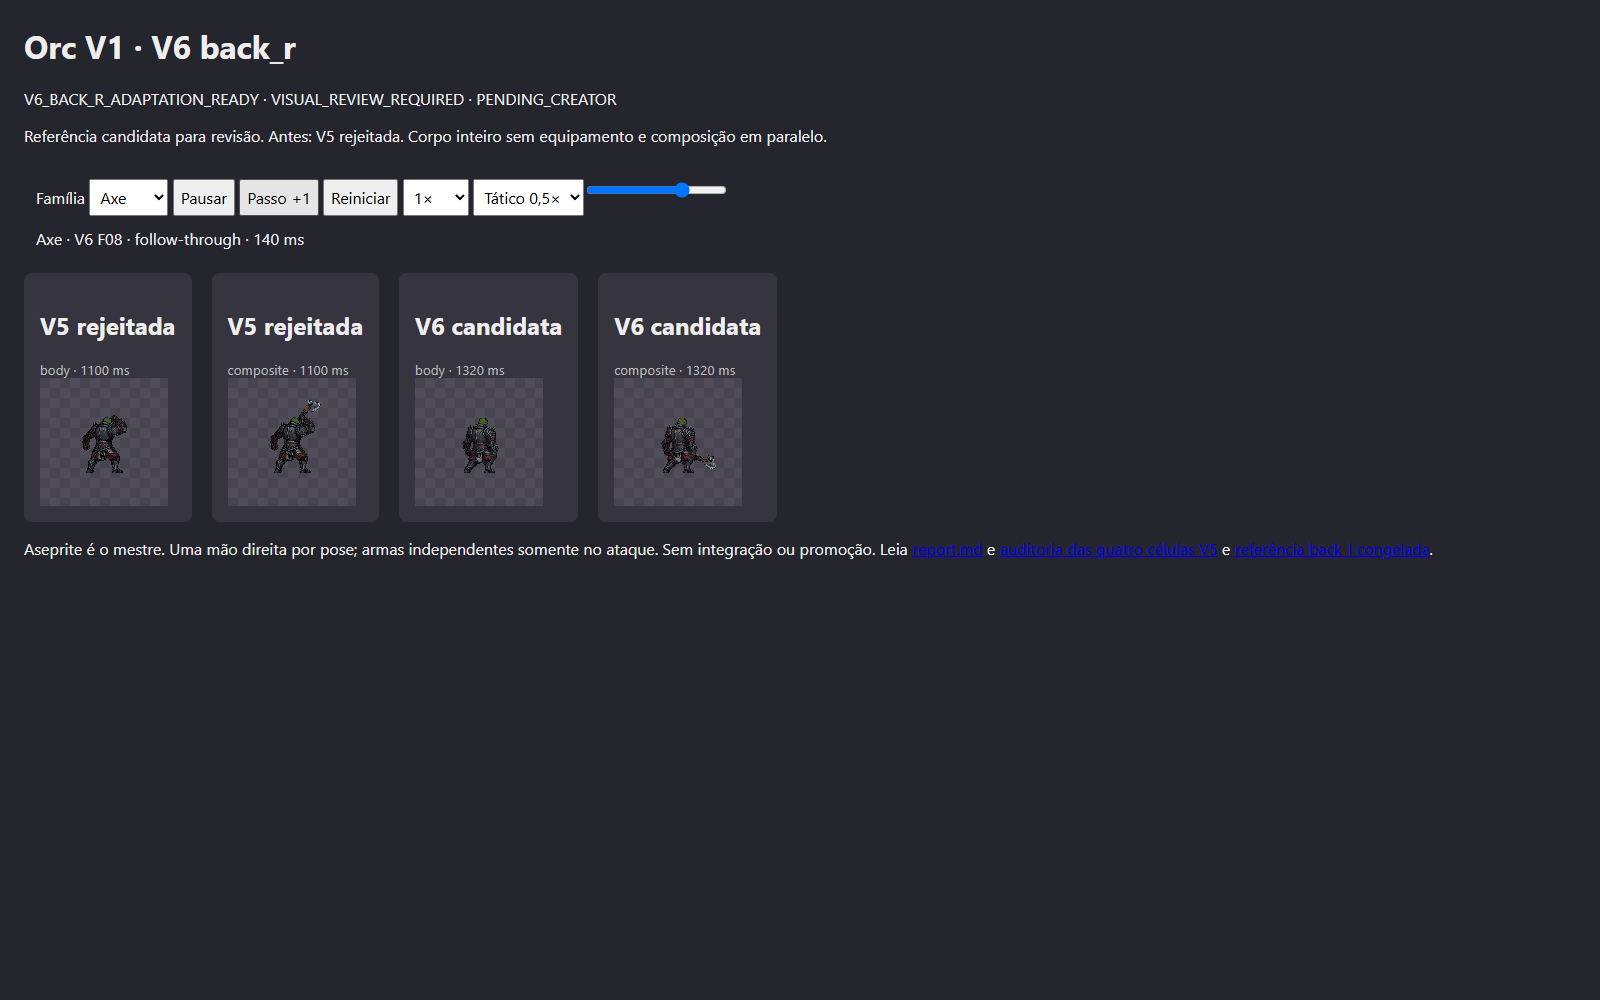 Orc V1 · V6 back_r
V6_BACK_R_ADAPTATION_READY · VISUAL_REVIEW_REQUIRED · PENDING_CREATOR
Referência candidata para revisão. Antes: V5 rejeitada. Corpo inteiro sem equipamento e composição em paralelo.
Família Axe Pausar Passo +1 Reiniciar 1× Tático 0,5×
Axe · V6 F08 · follow-through · 140 ms
V5 rejeitada V5 rejeitada V6 candidata V6 candidata
body · 1100 ms composite · 1100 ms body · 1320 ms composite · 1320 ms
Aseprite é o mestre. Uma mão direita por pose; armas independentes somente no ataque. Sem integração ou promoção. Leia report.md e auditoria das quatro células V5 e referência back_l congelada.